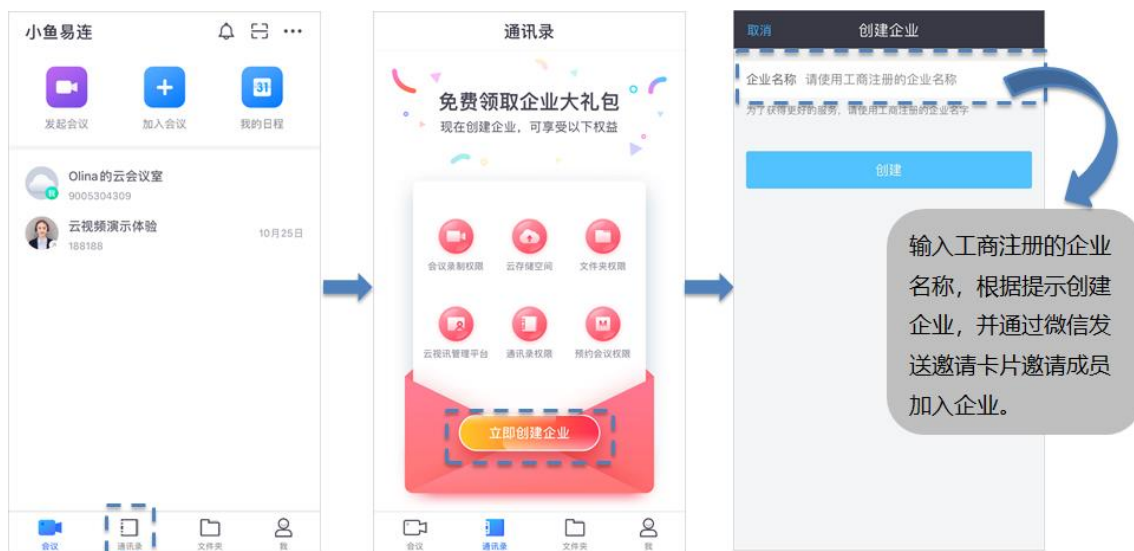 小鱼易连
发起会议
加入会议
31
我的日程
Olina的云会议室
我
9005304309
云视频演示体验
10月25日
188188
会议
通讯录
文件夹
我
通讯录
免费领取企业大礼包
现在创建企业，可享受以下权益
会议录制权限
云存储空间
文件夹权限
M
云视讯管理平台
通讯录权限
预约会议权限
立即创建企业
会议
通讯录
文件夹
我
取消
创建企业
企业名称 请使用工商注册的企业名称
为了获得更好的服务，请使用工商注册的企业名字
创建
输入工商注册的企业
名称，根据提示创建
企业，并通过微信发
送邀请卡片邀请成员
加入企业。